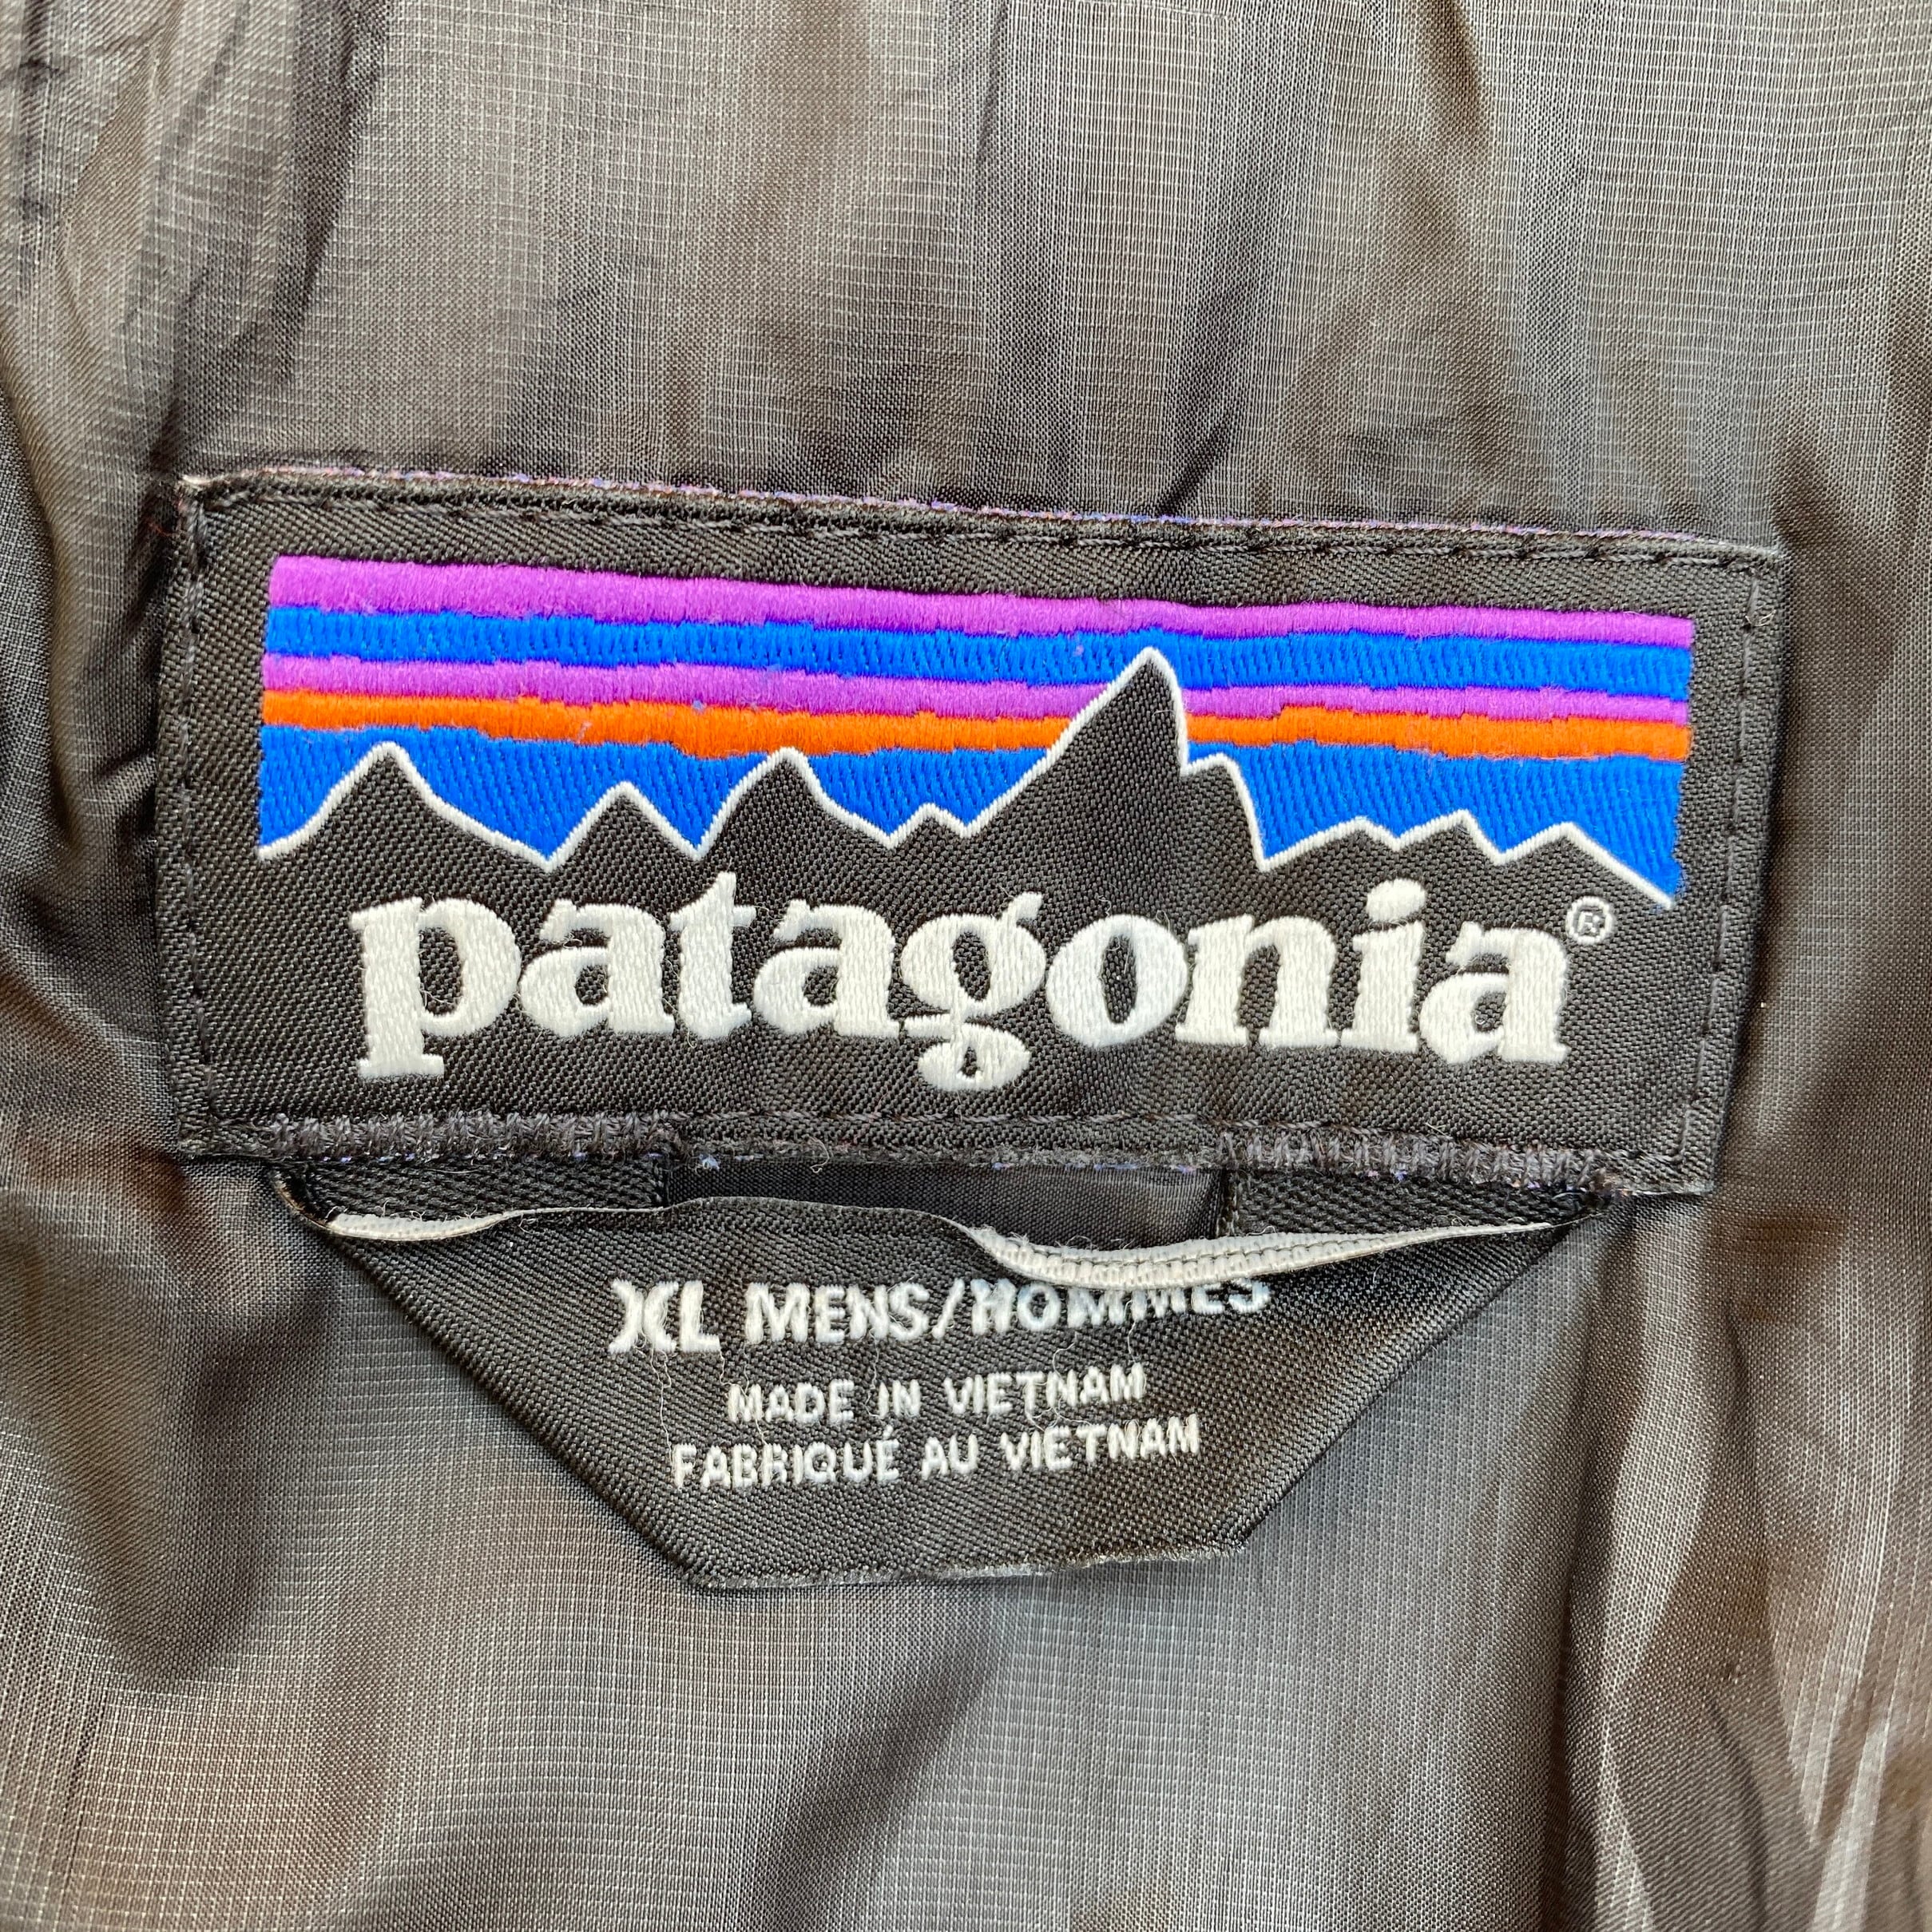 patagonia®
XL MENS/HOMMES
MADE IN VIETNAM
FABRIQUÉ AU VIETNAM